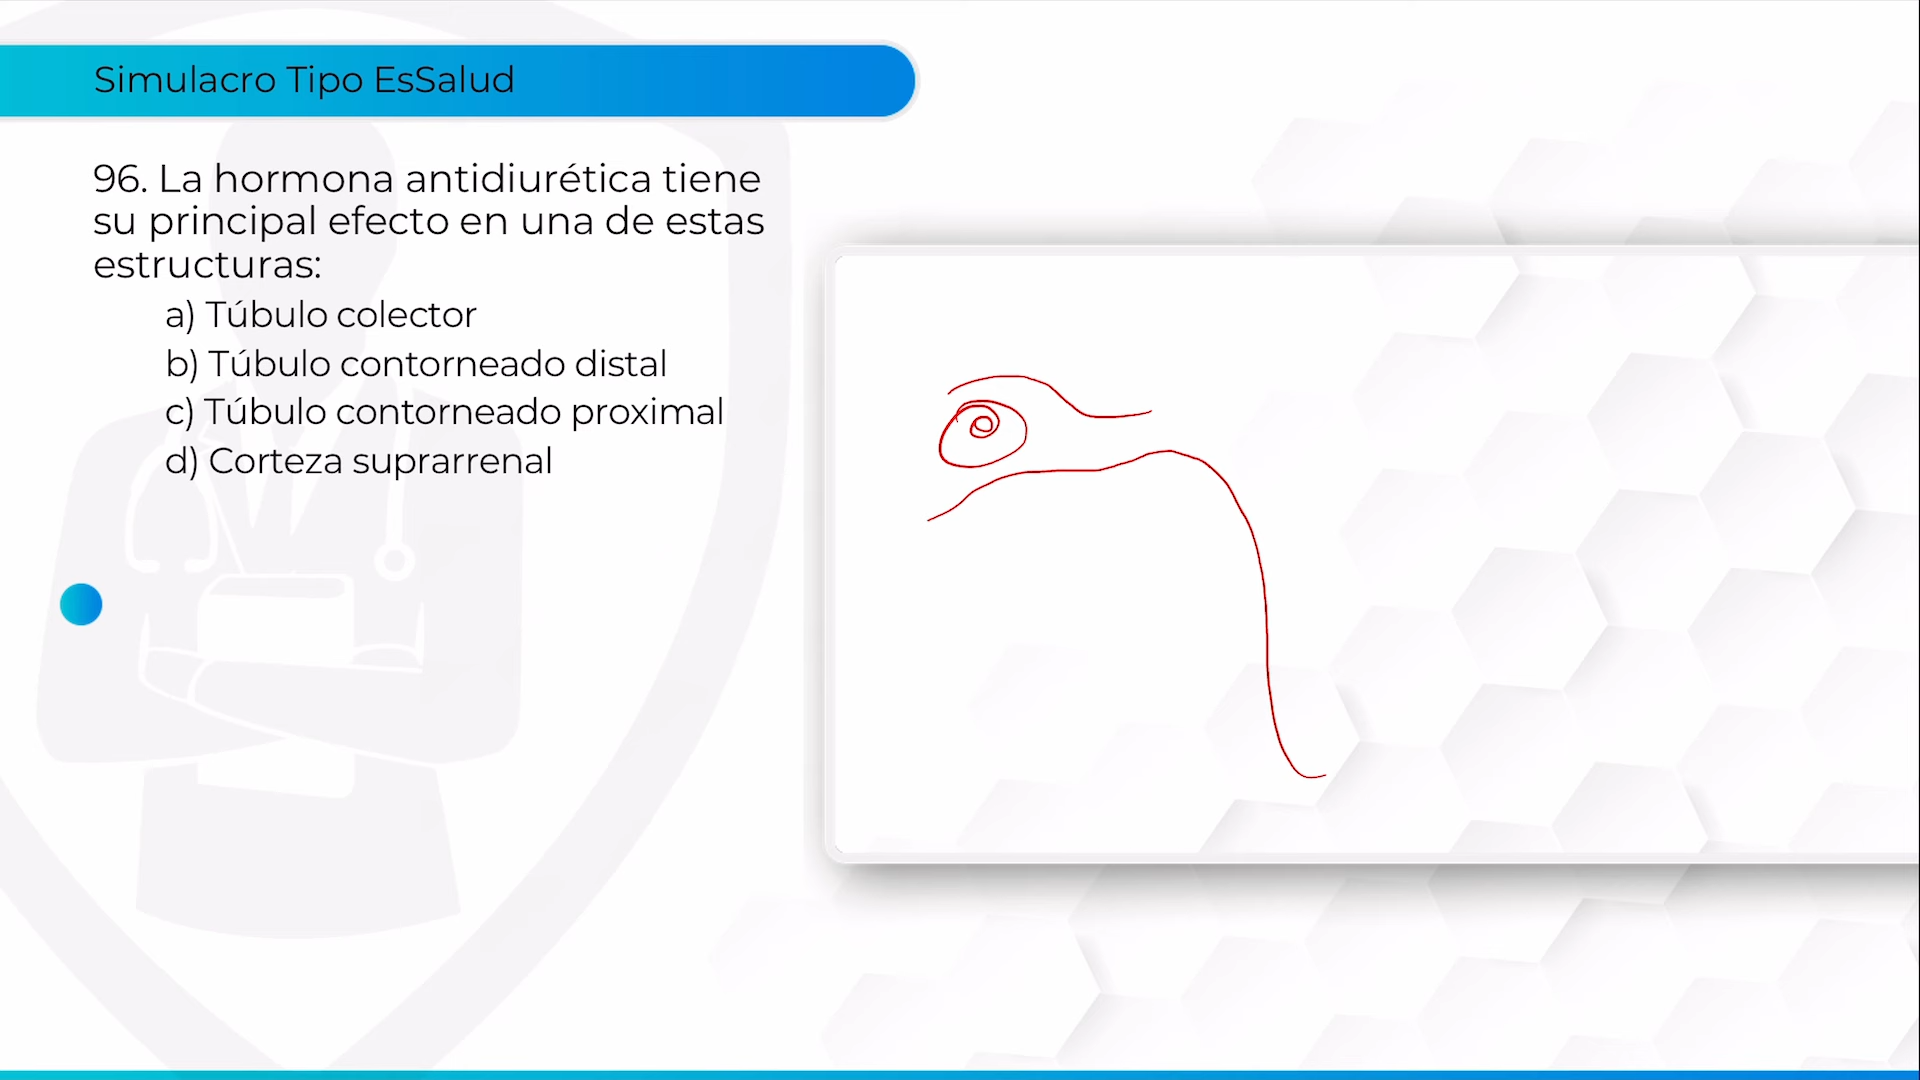 Simulacro Tipo EsSalud
96. La hormona antidiurética tiene
su principal efecto en una de estas
estructuras:
a) Túbulo colector
b) Túbulo contorneado distal
c) Túbulo contorneado proximal
d) Corteza suprarrenal